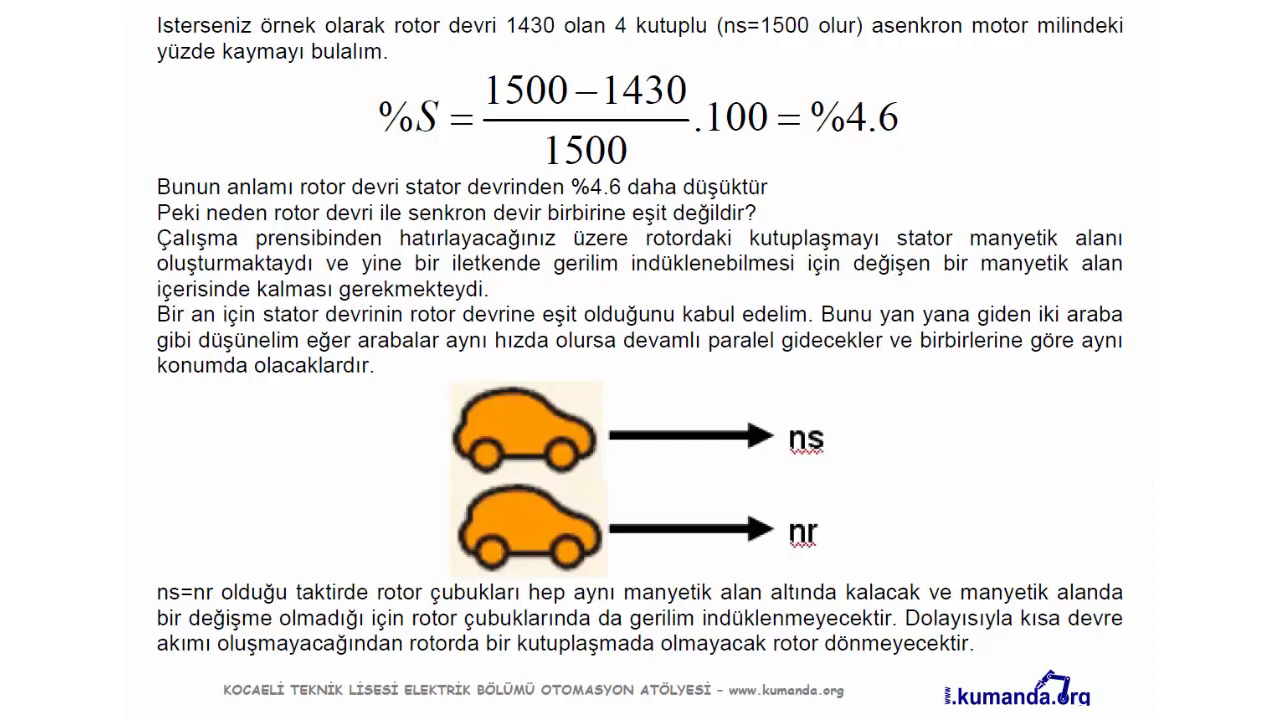 Isterseniz örnek olarak rotor devri 1430 olan 4 kutuplu (ns=1500 olur) asenkron motor milindeki
yüzde kaymayı bulalım.
%S = (1500 − 1430) / 1500 .100 = %4.6
Bunun anlamı rotor devri stator devrinden %4.6 daha düşüktür
Peki neden rotor devri ile senkron devir birbirine eşit değildir?
Çalışma prensibinden hatırlayacağınız üzere rotordaki kutuplaşmayı stator manyetik alanı
oluşturmaktaydı ve yine bir iletkende gerilim indüklenebilmesi için değişen bir manyetik alan
içerisinde kalması gerekmekteydi.
Bir an için stator devrinin rotor devrine eşit olduğunu kabul edelim. Bunu yan yana giden iki araba
gibi düşünelim eğer arabalar aynı hızda olursa devamlı paralel gidecekler ve birbirlerine göre aynı
konumda olacaklardır.
ns
nr
ns=nr olduğu taktirde rotor çubukları hep aynı manyetik alan altında kalacak ve manyetik alanda
bir değişme olmadığı için rotor çubuklarında da gerilim indüklenmeyecektir. Dolayısıyla kısa devre
akımı oluşmayacağından rotorda bir kutuplaşmada olmayacak rotor dönmeyecektir.
KOCAELİ TEKNİK LİSESİ ELEKTRİK BÖLÜMÜ OTOMASYON ATÖLYESİ - www.kumanda.org
www.kumanda.org